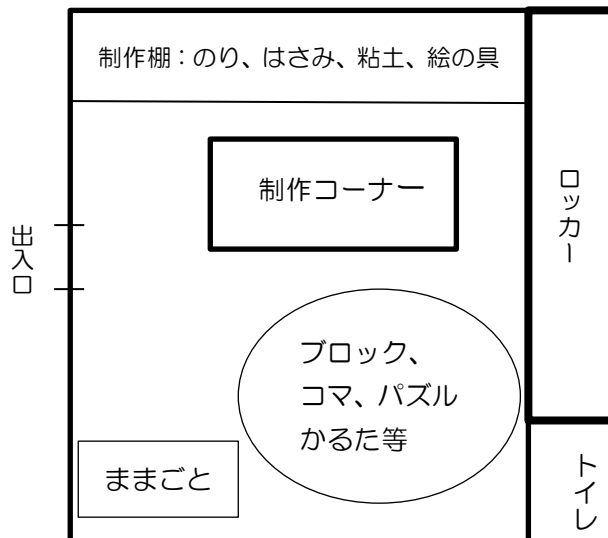 制作棚：のり、はさみ、粘土、絵の具
制作コーナー
ロッカー
出入口
ブロック、
コマ、パズル
かるた等
ままごと
トイレ